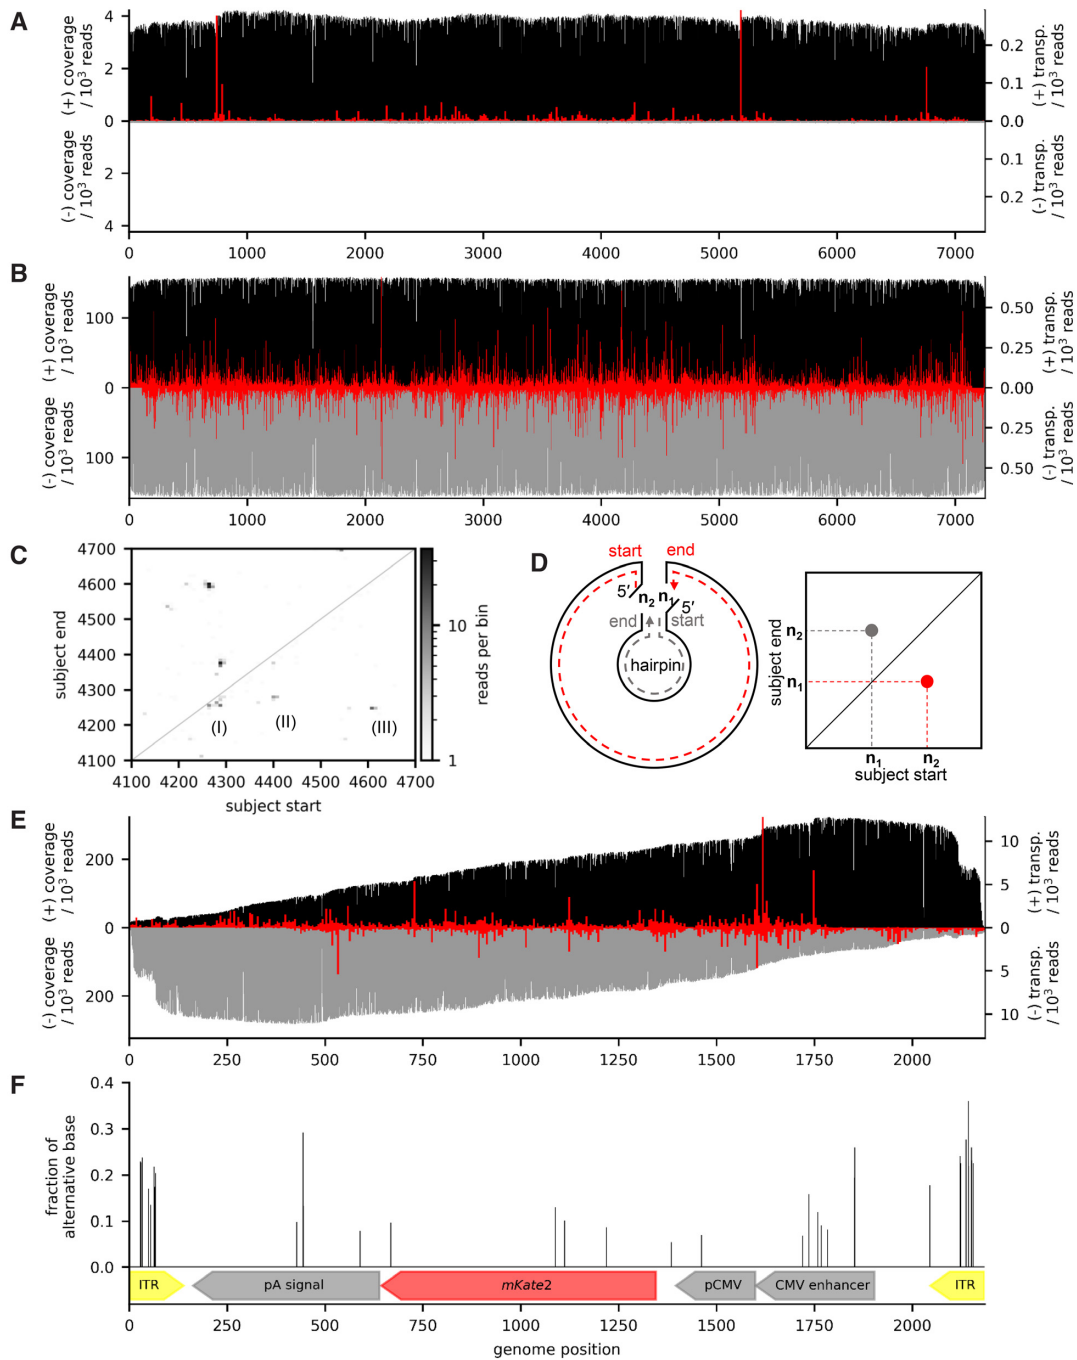 A
(+) coverage
/ 10³ reads
4
2
0
(-) coverage
/ 10³ reads
2
4
0.2
0.1
0.0
0.1
0.2
(+) transp.
/ 10³ reads
(-) transp.
/ 10³ reads
0 1000 2000 3000 4000 5000 6000 7000
B
(+) coverage
/ 10³ reads
100
0
(-) coverage
/ 10³ reads
100
0.50
0.25
0.00
0.25
0.50
(+) transp.
/ 10³ reads
(-) transp.
/ 10³ reads
0 1000 2000 3000 4000 5000 6000 7000
C
subject end
4700
4600
4500
4400
4300
4200
4100
(I)
(II)
(III)
4100 4200 4300 4400 4500 4600 4700
subject start
10
1
reads per bin
D
start end
5′ n₂ n₁ 5′
end start
hairpin
subject end
n₂
n₁
n₁ n₂
subject start
E
(+) coverage
/ 10³ reads
200
0
(-) coverage
/ 10³ reads
200
10
5
0
5
10
(+) transp.
/ 10³ reads
(-) transp.
/ 10³ reads
0 250 500 750 1000 1250 1500 1750 2000
F
fraction of
alternative base
0.4
0.3
0.2
0.1
0.0
ITR pA signal mKate2 pCMV CMV enhancer ITR
0 250 500 750 1000 1250 1500 1750 2000
genome position